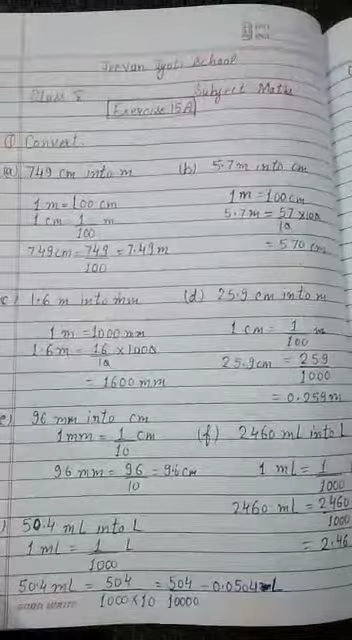 Jeevan Jyoti School
Class 5
Subject Maths
Exercise 15A
① Convert.
(a) 749 cm into m
1 m = 100 cm
1 cm 1/100 m
749 cm = 749/100 = 7.49 m
(b) 5.7 m into cm
1 m = 100 cm
5.7 m = 57 × 100/10
= 570 cm
c) 1.6 m into mm
1 m = 1000 mm
1.6 m = 16/10 × 1000
= 1600 mm
(d) 25.9 cm into m
1 cm = 1/100 m
25.9 cm = 259/1000
= 0.259 m
e) 96 mm into cm
1 mm = 1/10 cm
96 mm = 96/10 = 9.6 cm
(f) 2460 mL into L
1 mL = 1/1000
2460 mL = 2460/1000
= 2.46
) 50.4 mL into L
1 mL = 1/1000 L
50.4 mL = 504/1000 × 10 = 504/10000 - 0.0504 L